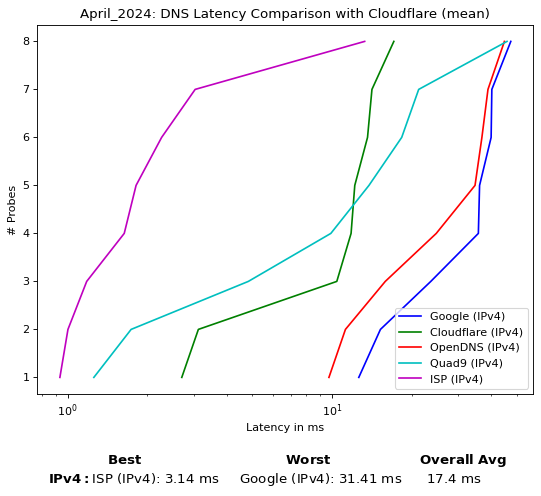 April_2024: DNS Latency Comparison with Cloudflare (mean)
8
7
6
5
4
3
2
1
# Probes
Google (IPv4)
Cloudflare (IPv4)
OpenDNS (IPv4)
Quad9 (IPv4)
ISP (IPv4)
10⁰ 10¹
Latency in ms
Best Worst Overall Avg
IPv4: ISP (IPv4): 3.14 ms Google (IPv4): 31.41 ms 17.4 ms